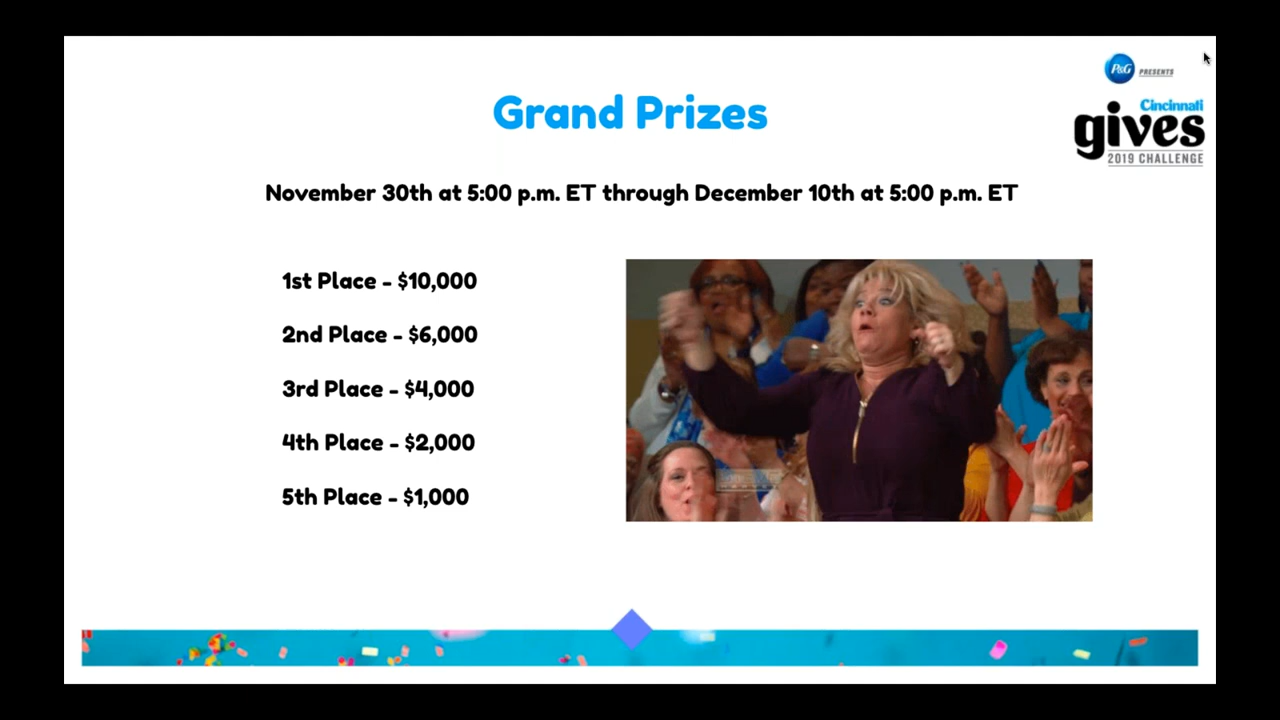 P&G PRESENTS
Cincinnati
gives
2019 CHALLENGE
Grand Prizes
November 30th at 5:00 p.m. ET through December 10th at 5:00 p.m. ET
1st Place - $10,000
2nd Place - $6,000
3rd Place - $4,000
4th Place - $2,000
5th Place - $1,000